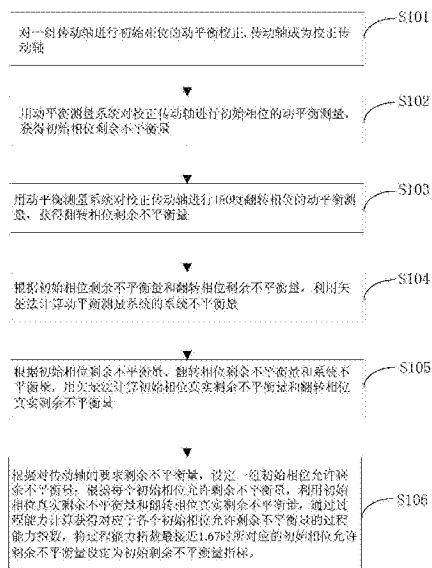 S101
对一组传动轴进行初始相位的动平衡校正、传动轴成为校正传
动轴
S102
用动平衡测量系统对校正传动轴进行初始相位的动平衡测量，
获得初始相位剩余不平衡量
S103
用动平衡测量系统对校正传动轴进行180度翻转相位的动平衡测
量，获得翻转相位剩余不平衡量
S104
根据初始相位剩余不平衡量和翻转相位剩余不平衡量，利用矢
量法计算动平衡测量系统的系统不平衡量
S105
根据初始相位剩余不平衡量、翻转相位剩余不平衡量和系统不
平衡量，用矢量法计算初始相位真实剩余不平衡量和翻转相位
真实剩余不平衡量
S106
根据对传动轴的要求剩余不平衡量，设定一组初始相位允许剩
余不平衡量，根据每个初始相位允许剩余不平衡量，利用初始
相位真实剩余不平衡量和翻转相位真实剩余不平衡量，通过过
程能力计算获得对应于各个初始相位允许剩余不平衡量的过程
能力指数，将过程能力指数最接近1.67时所对应的初始相位允许
剩余不平衡量设定为初始剩余不平衡量指标。